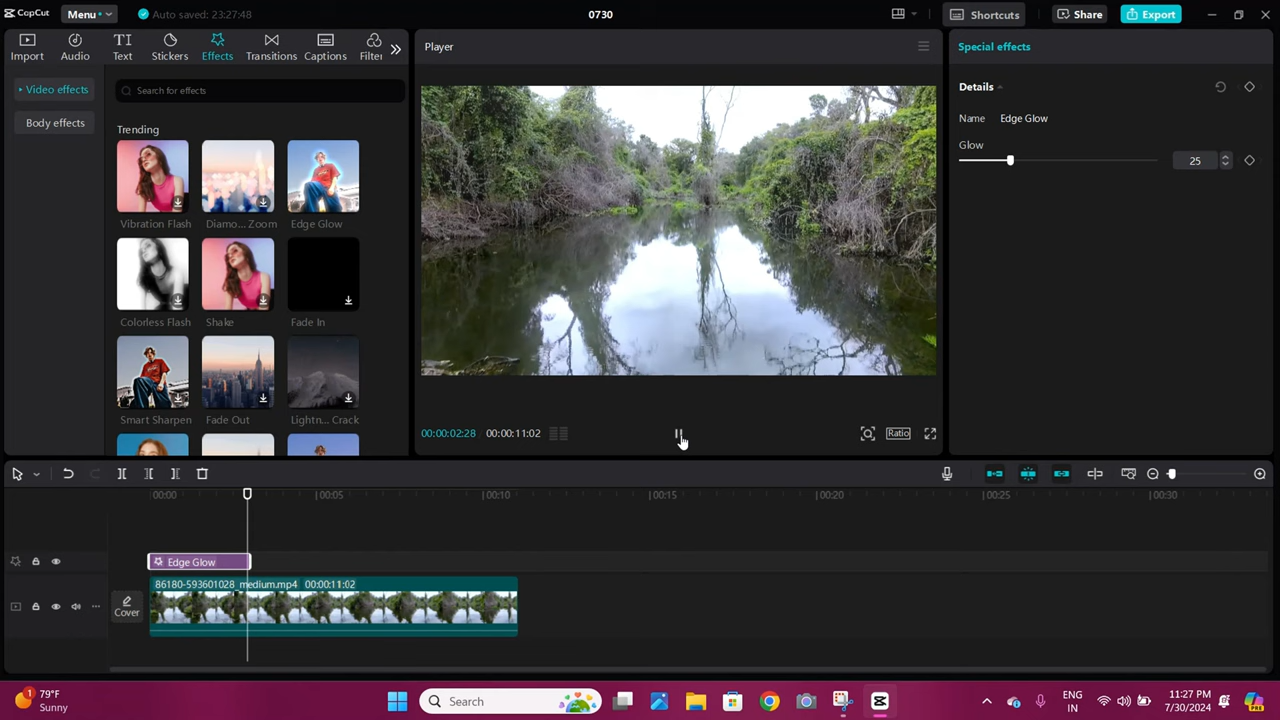 CapCut Menu Auto saved: 23:27:48 0730 Shortcuts Share Export
Import Audio Text Stickers Effects Transitions Captions Filter
Video effects
Body effects
Search for effects
Trending
Vibration Flash Diamo... Zoom Edge Glow
Colorless Flash Shake Fade In
Smart Sharpen Fade Out Lightn... Crack
Player
00:00:02:28 00:00:11:02 Ratio
Special effects
Details
Name Edge Glow
Glow 25
00:00 00:05 00:10 00:15 00:20 00:25 00:30
Edge Glow
86180-593601028_medium.mp4 00:00:11:02
Cover
1 79°F
Sunny
Search
ENG
IN
11:27 PM
7/30/2024